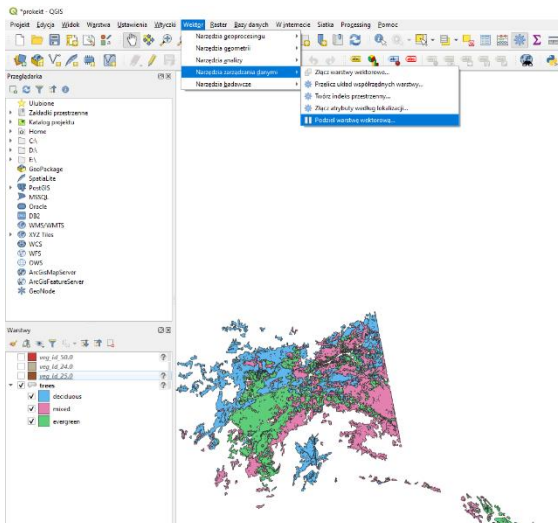 *projekt - QGIS
Projekt Edycja Widok Warstwa Ustawienia Wtyczki Wektor Raster Bazy danych W internecie Siatka Processing Pomoc
Narzędzia geoprocesingu
Narzędzia geometrii
Narzędzia analizy
Narzędzia zarządzania danymi
Narzędzia badawcze
Złącz warstwy wektorowe...
Przelicz układ współrzędnych warstwy...
Twórz indeks przestrzenny...
Złącz atrybuty według lokalizacji...
Podziel warstwę wektorową...
Przeglądarka
Ulubione
Zakładki przestrzenne
Katalog projektu
Home
C:\
D:\
E:\
GeoPackage
SpatiaLite
PostGIS
MSSQL
Oracle
DB2
WMS/WMTS
XYZ Tiles
WCS
WFS
OWS
ArcGisMapServer
ArcGisFeatureServer
GeoNode
Warstwy
veg_id_50.0
veg_id_24.0
veg_id_25.0
trees
deciduous
mixed
evergreen